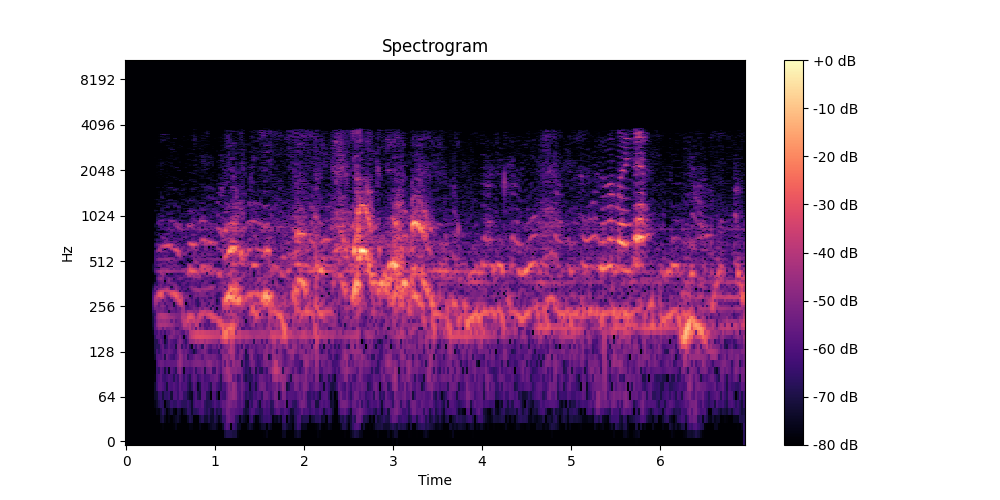 Spectrogram
8192
4096
2048
1024
512
256
128
64
0
Hz
0 1 2 3 4 5 6
Time
+0 dB
-10 dB
-20 dB
-30 dB
-40 dB
-50 dB
-60 dB
-70 dB
-80 dB